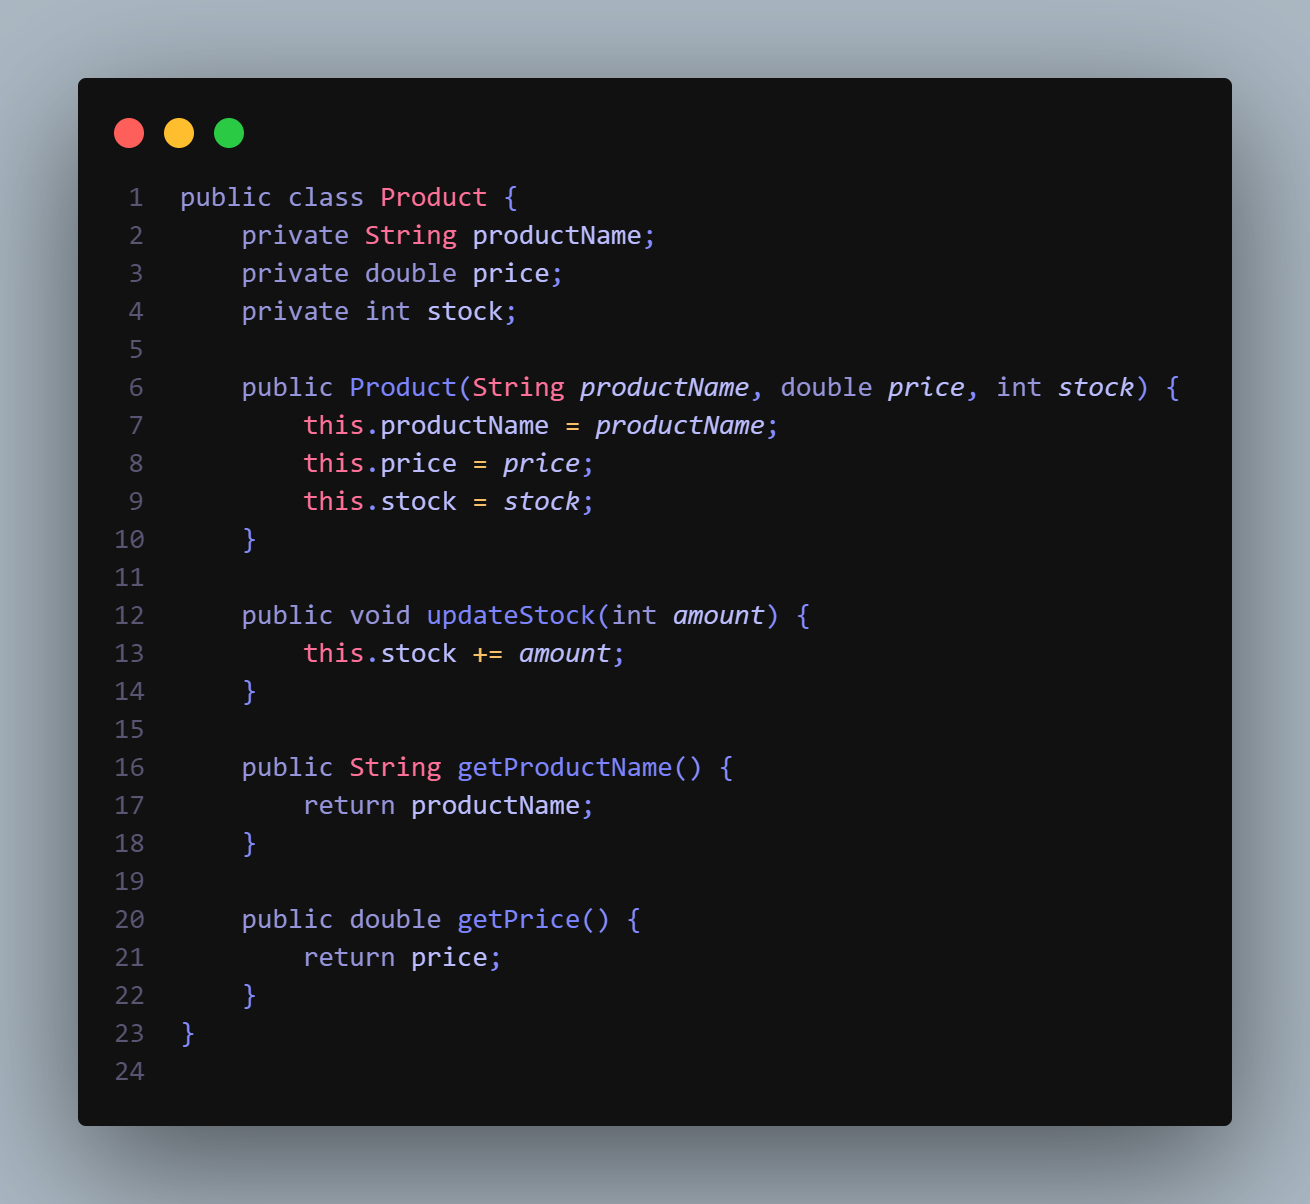 1 public class Product {
2     private String productName;
3     private double price;
4     private int stock;
5
6     public Product(String productName, double price, int stock) {
7         this.productName = productName;
8         this.price = price;
9         this.stock = stock;
10     }
11
12     public void updateStock(int amount) {
13         this.stock += amount;
14     }
15
16     public String getProductName() {
17         return productName;
18     }
19
20     public double getPrice() {
21         return price;
22     }
23 }
24